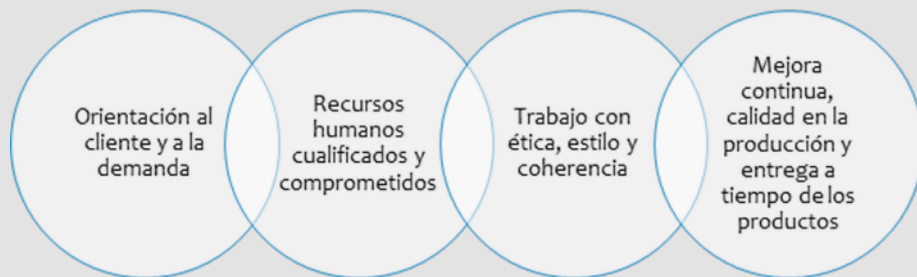 Orientación al
cliente y a la
demanda
Recursos
humanos
cualificados y
comprometidos
Trabajo con
ética, estilo y
coherencia
Mejora
continua,
calidad en la
producción y
entrega a
tiempo de los
productos